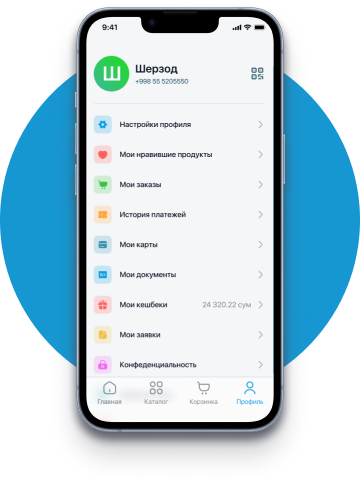 9:41
Ш
Шерзод
+998 55 5205550
Настройки профиля
Мои нравившие продукты
Мои заказы
История платежей
Мои карты
Мои документы
Мои кешбеки 24 320.22 сум
Мои заявки
Конфеденциальность
Главная Каталог Корзинка Профиль